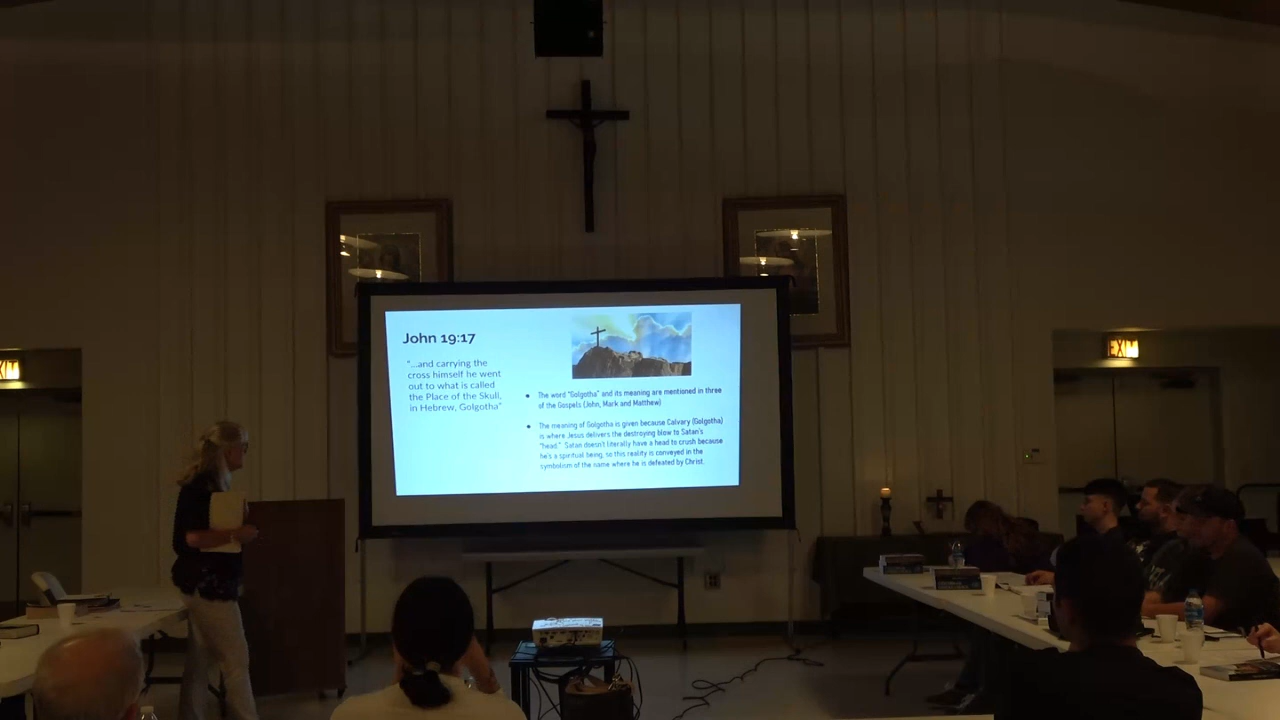 John 19:17
"...and carrying the
cross himself he went
out to what is called
the Place of the Skull,
in Hebrew, Golgotha"
• The word "Golgotha" and its meaning are mentioned in three
of the Gospels (John, Mark and Matthew)
• The meaning of Golgotha is given because Calvary (Golgotha)
is where Jesus delivers the destroying blow to Satan's
"head." Satan doesn't literally have a head to crush because
he's a spiritual being, so this reality is conveyed in the
symbolism of the name where he is defeated by Christ.
EXIT
EXIT